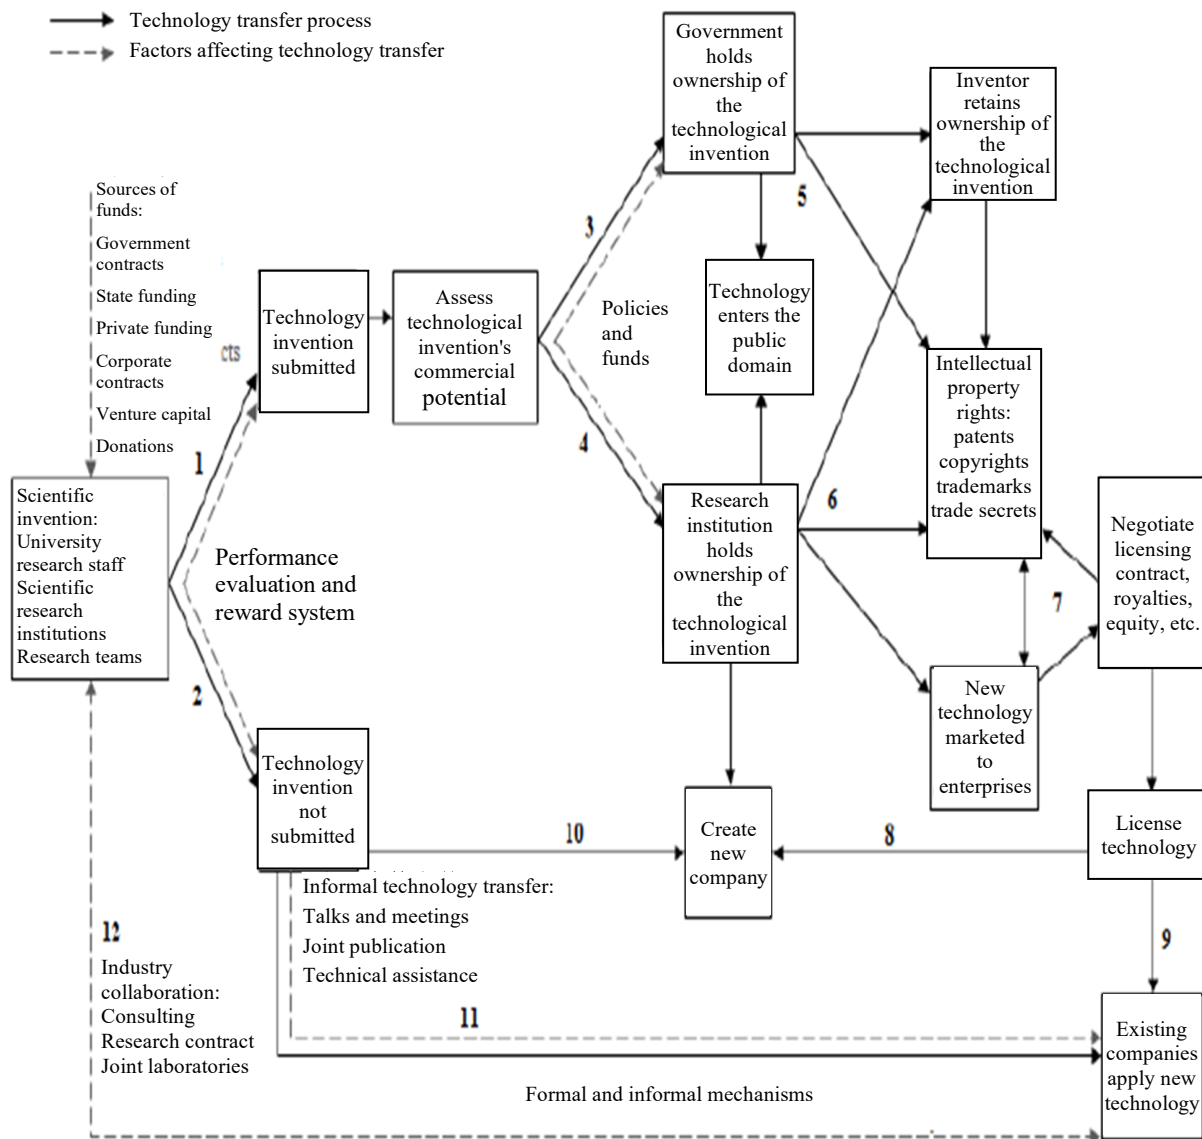 Technology transfer process
Factors affecting technology transfer
Government
holds
ownership of
the
technological
invention
Inventor
retains
ownership of
the
technological
invention
Sources of
funds:
Government
contracts
State funding
Private funding
Corporate
contracts
Venture capital
Donations
cts
Technology
invention
submitted
Assess
technological
invention's
commercial
potential
3
4
5
Policies
and
funds
Technology
enters the
public
domain
Intellectual
property
rights:
patents
copyrights
trademarks
trade secrets
1
2
Scientific
invention:
University
research staff
Scientific
research
institutions
Research teams
Performance
evaluation and
reward system
Research
institution
holds
ownership of
the
technological
invention
6
7
Negotiate
licensing
contract,
royalties,
equity, etc.
New
technology
marketed
to
enterprises
Technology
invention
not
submitted
10
Create
new
company
8
License
technology
9
Informal technology transfer:
Talks and meetings
Joint publication
Technical assistance
12
Industry
collaboration:
Consulting
Research contract
Joint laboratories
11
Existing
companies
apply new
technology
Formal and informal mechanisms